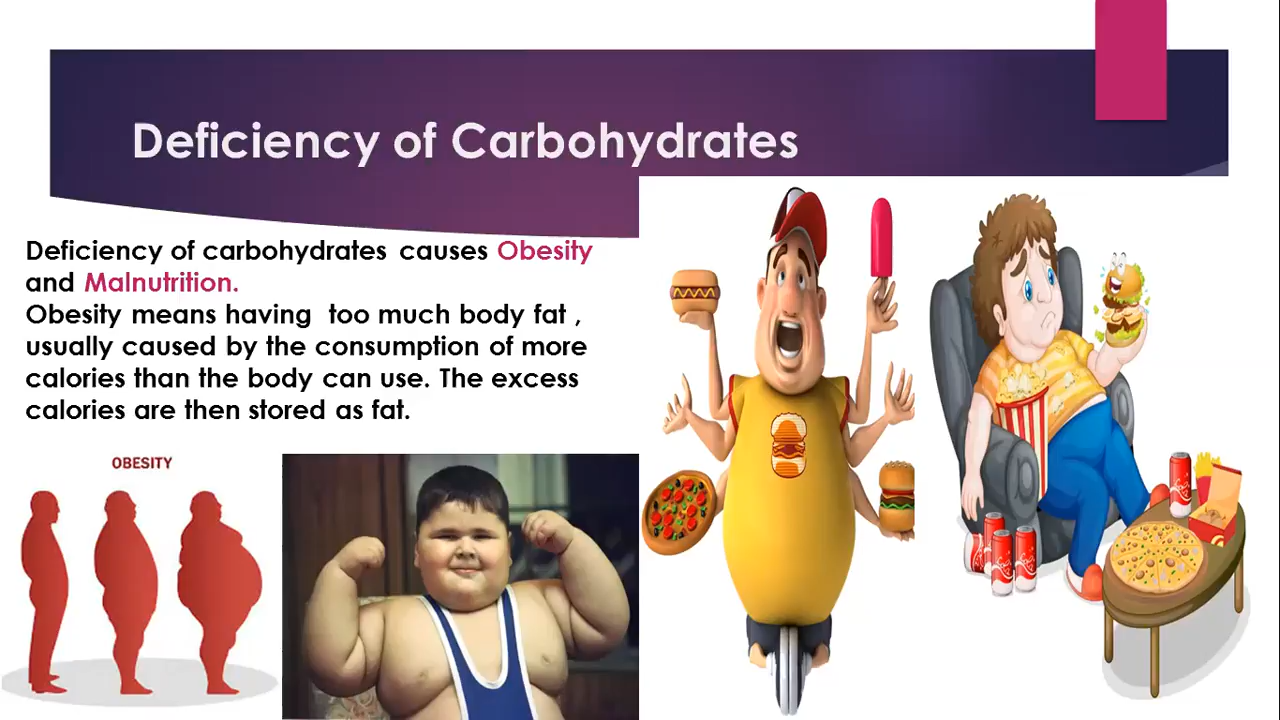 Deficiency of Carbohydrates
Deficiency of carbohydrates causes Obesity
and Malnutrition.
Obesity means having too much body fat ,
usually caused by the consumption of more
calories than the body can use. The excess
calories are then stored as fat.
OBESITY